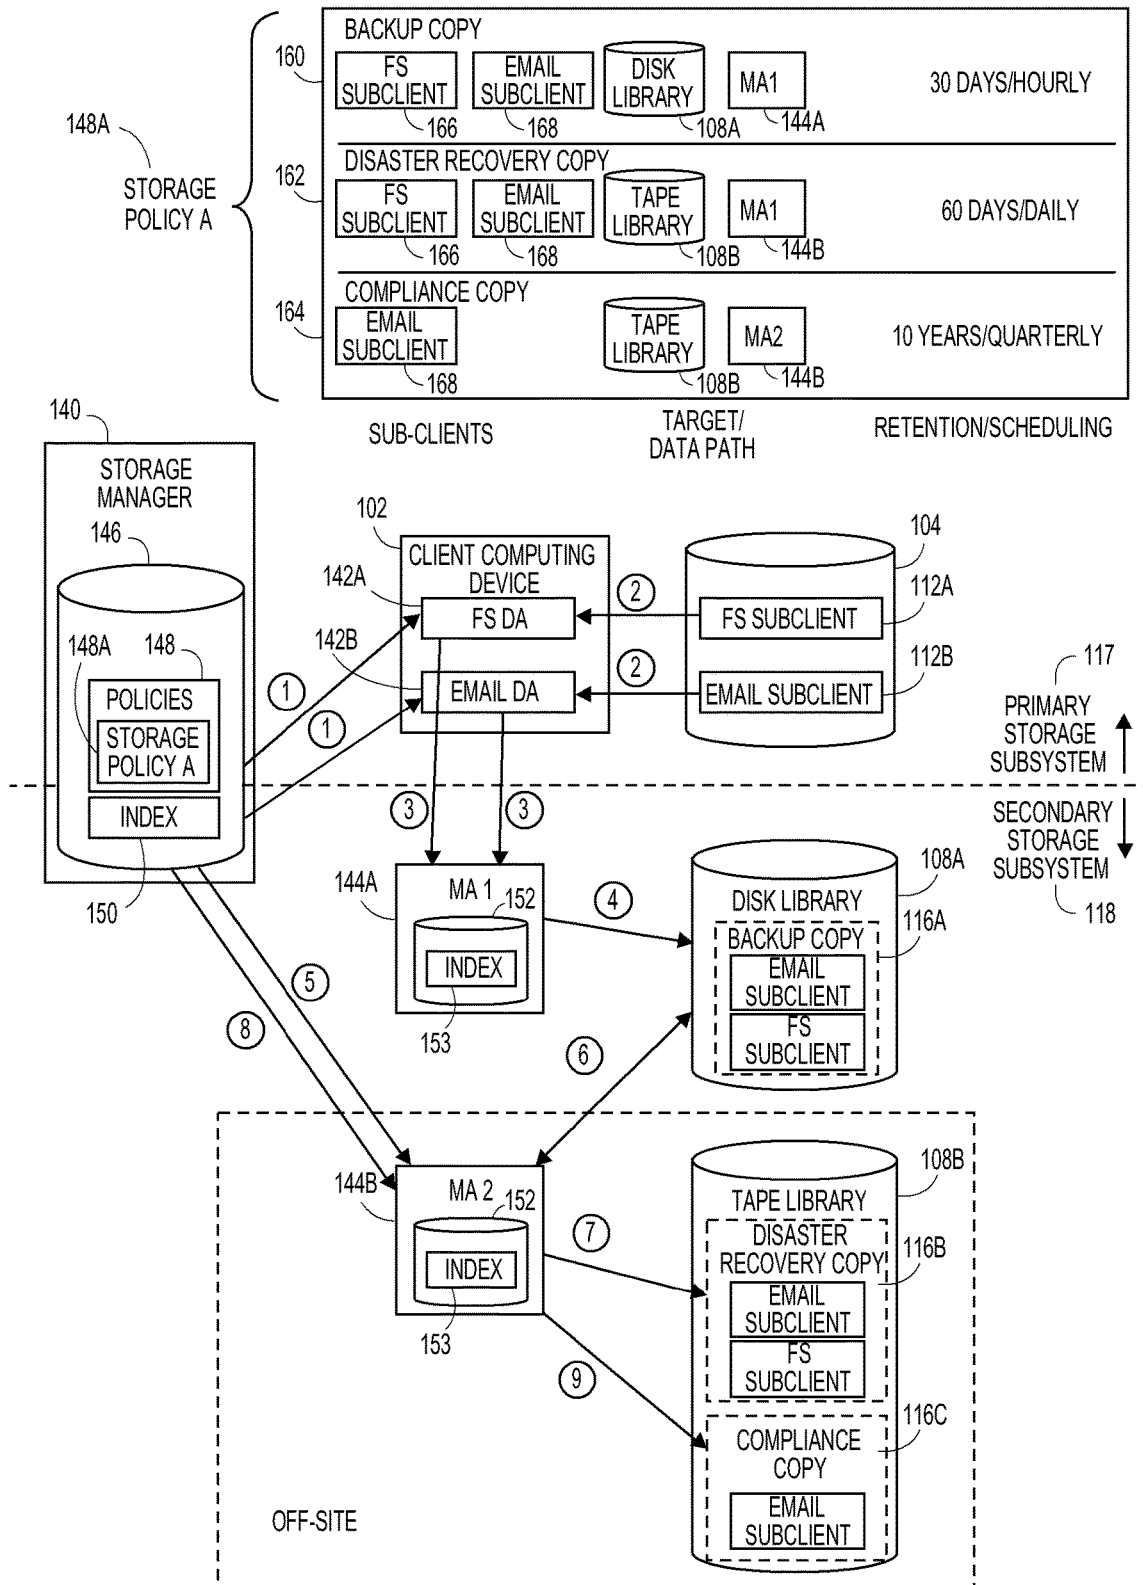 BACKUP COPY
160
FS
SUBCLIENT
166
EMAIL
SUBCLIENT
168
DISK
LIBRARY
108A
MA1
144A
30 DAYS/HOURLY
148A
STORAGE
POLICY A
DISASTER RECOVERY COPY
162
FS
SUBCLIENT
166
EMAIL
SUBCLIENT
168
TAPE
LIBRARY
108B
MA1
144B
60 DAYS/DAILY
COMPLIANCE COPY
164
EMAIL
SUBCLIENT
168
TAPE
LIBRARY
108B
MA2
144B
10 YEARS/QUARTERLY
SUB-CLIENTS
TARGET/
DATA PATH
RETENTION/SCHEDULING
140
STORAGE
MANAGER
146
148A
148
POLICIES
STORAGE
POLICY A
INDEX
150
102
CLIENT COMPUTING
DEVICE
142A
FS DA
142B
EMAIL DA
104
112A
FS SUBCLIENT
112B
EMAIL SUBCLIENT
1
1
2
2
117
PRIMARY
STORAGE
SUBSYSTEM
SECONDARY
STORAGE
SUBSYSTEM
118
3
3
144A
MA 1
152
INDEX
153
4
108A
DISK LIBRARY
116A
BACKUP COPY
EMAIL
SUBCLIENT
FS
SUBCLIENT
5
8
6
144B
MA 2
152
INDEX
153
7
9
108B
TAPE LIBRARY
DISASTER
RECOVERY COPY
116B
EMAIL
SUBCLIENT
FS
SUBCLIENT
116C
COMPLIANCE
COPY
EMAIL
SUBCLIENT
OFF-SITE